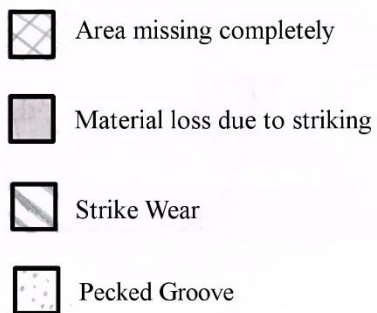 Area missing completely
Material loss due to striking
Strike Wear
Pecked Groove